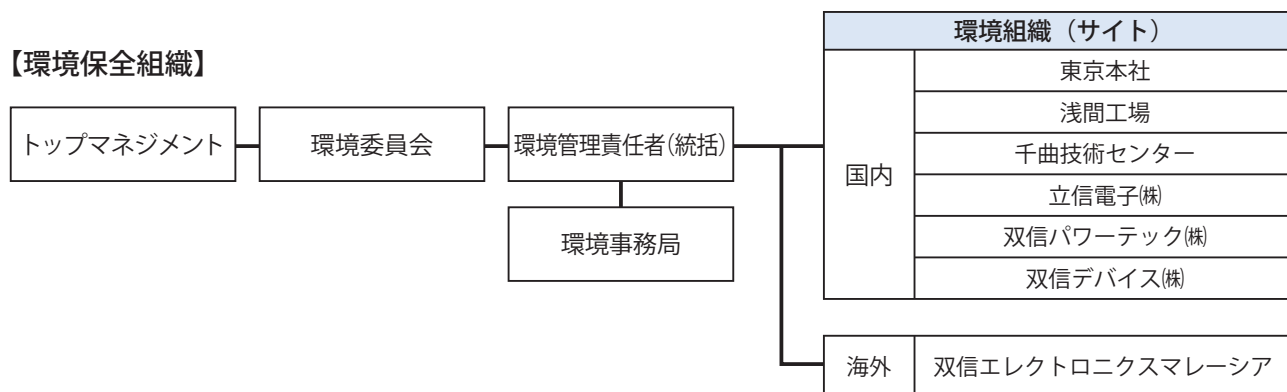 【環境保全組織】
トップマネジメント
環境委員会
環境管理責任者(統括)
環境事務局
環境組織（サイト）
国内
東京本社
浅間工場
千曲技術センター
立信電子㈱
双信パワーテック㈱
双信デバイス㈱
海外
双信エレクトロニクスマレーシア